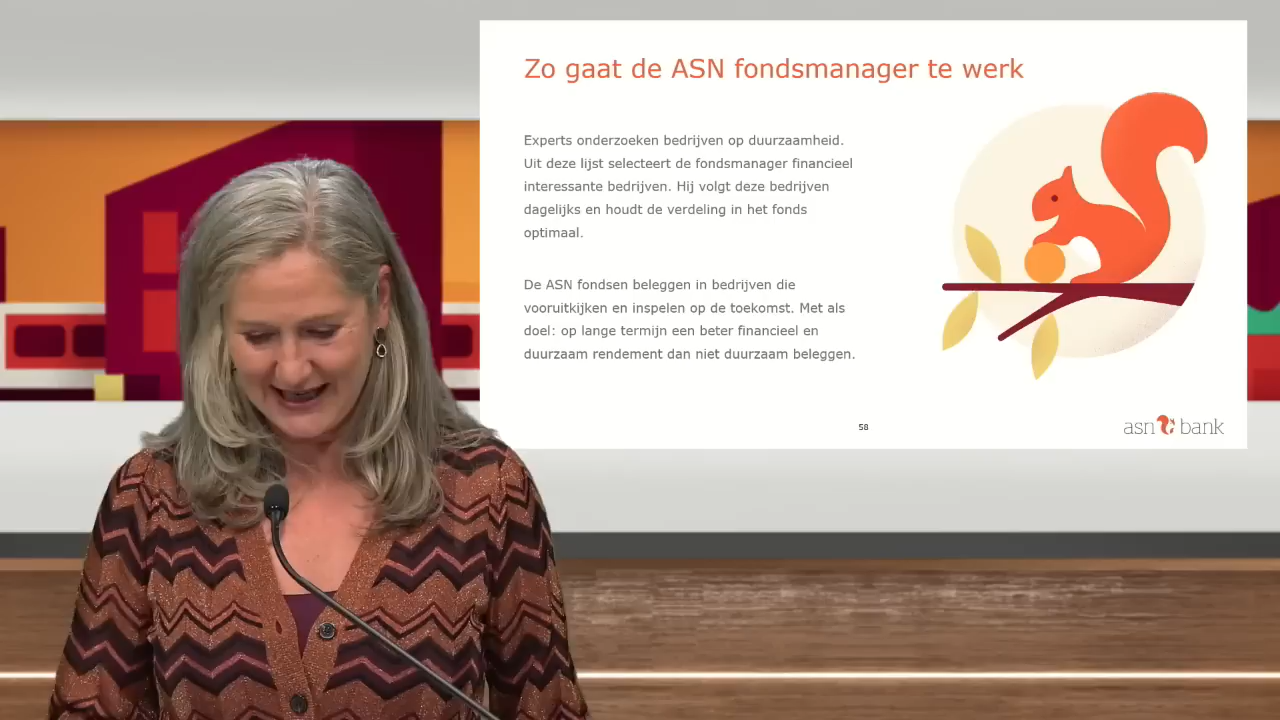 Zo gaat de ASN fondsmanager te werk
Experts onderzoeken bedrijven op duurzaamheid.
Uit deze lijst selecteert de fondsmanager financieel
interessante bedrijven. Hij volgt deze bedrijven
dagelijks en houdt de verdeling in het fonds
optimaal.
De ASN fondsen beleggen in bedrijven die
vooruitkijken en inspelen op de toekomst. Met als
doel: op lange termijn een beter financieel en
duurzaam rendement dan niet duurzaam beleggen.
58
asn bank